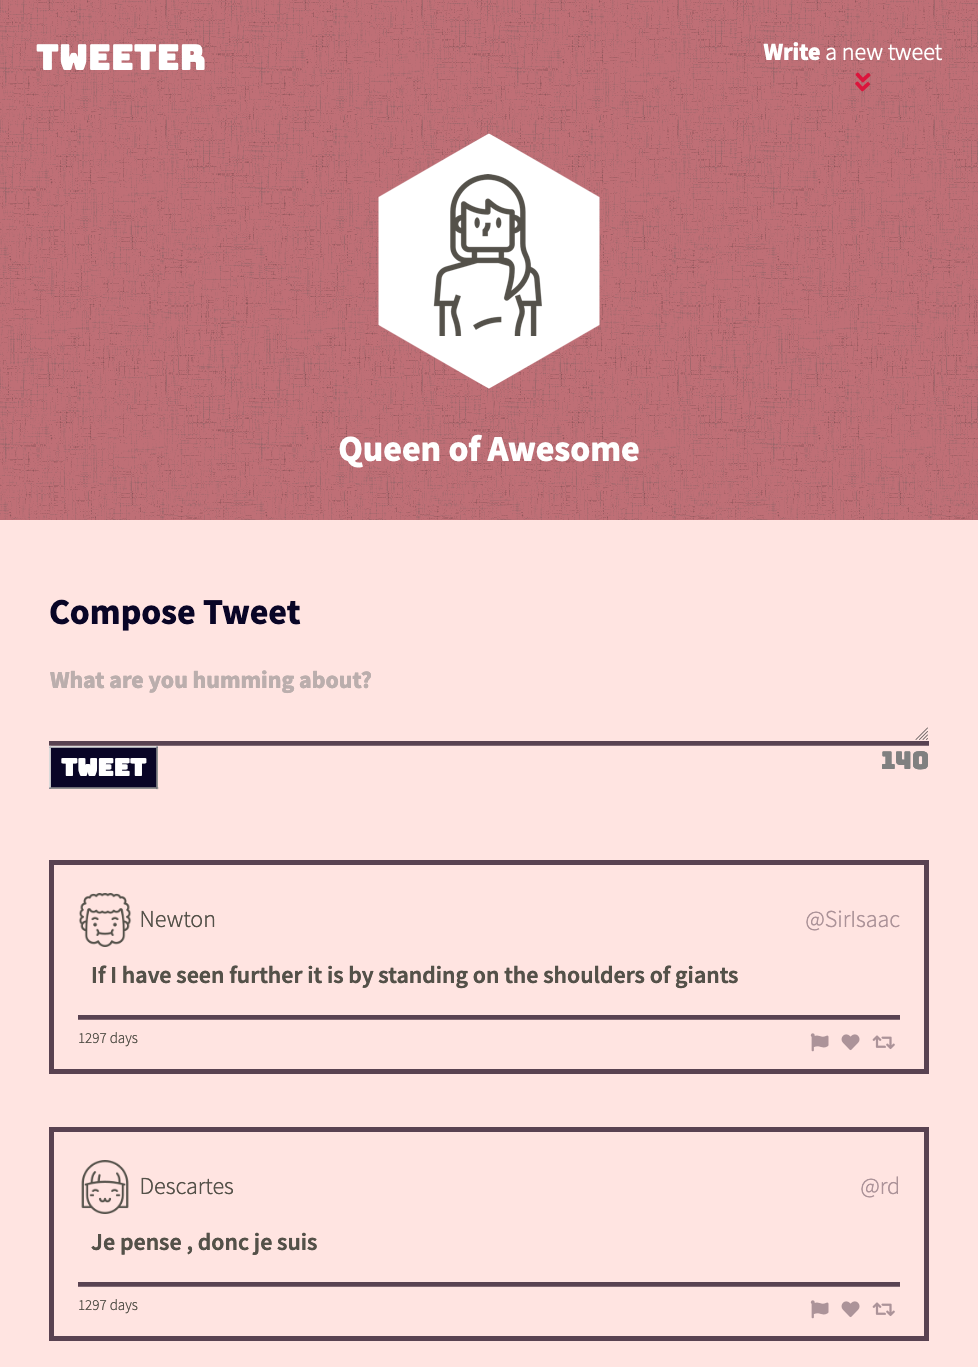 TWEETER
Write a new tweet
Queen of Awesome
Compose Tweet
What are you humming about?
TWEET
140
Newton
@SirIsaac
If I have seen further it is by standing on the shoulders of giants
1297 days
Descartes
@rd
Je pense , donc je suis
1297 days